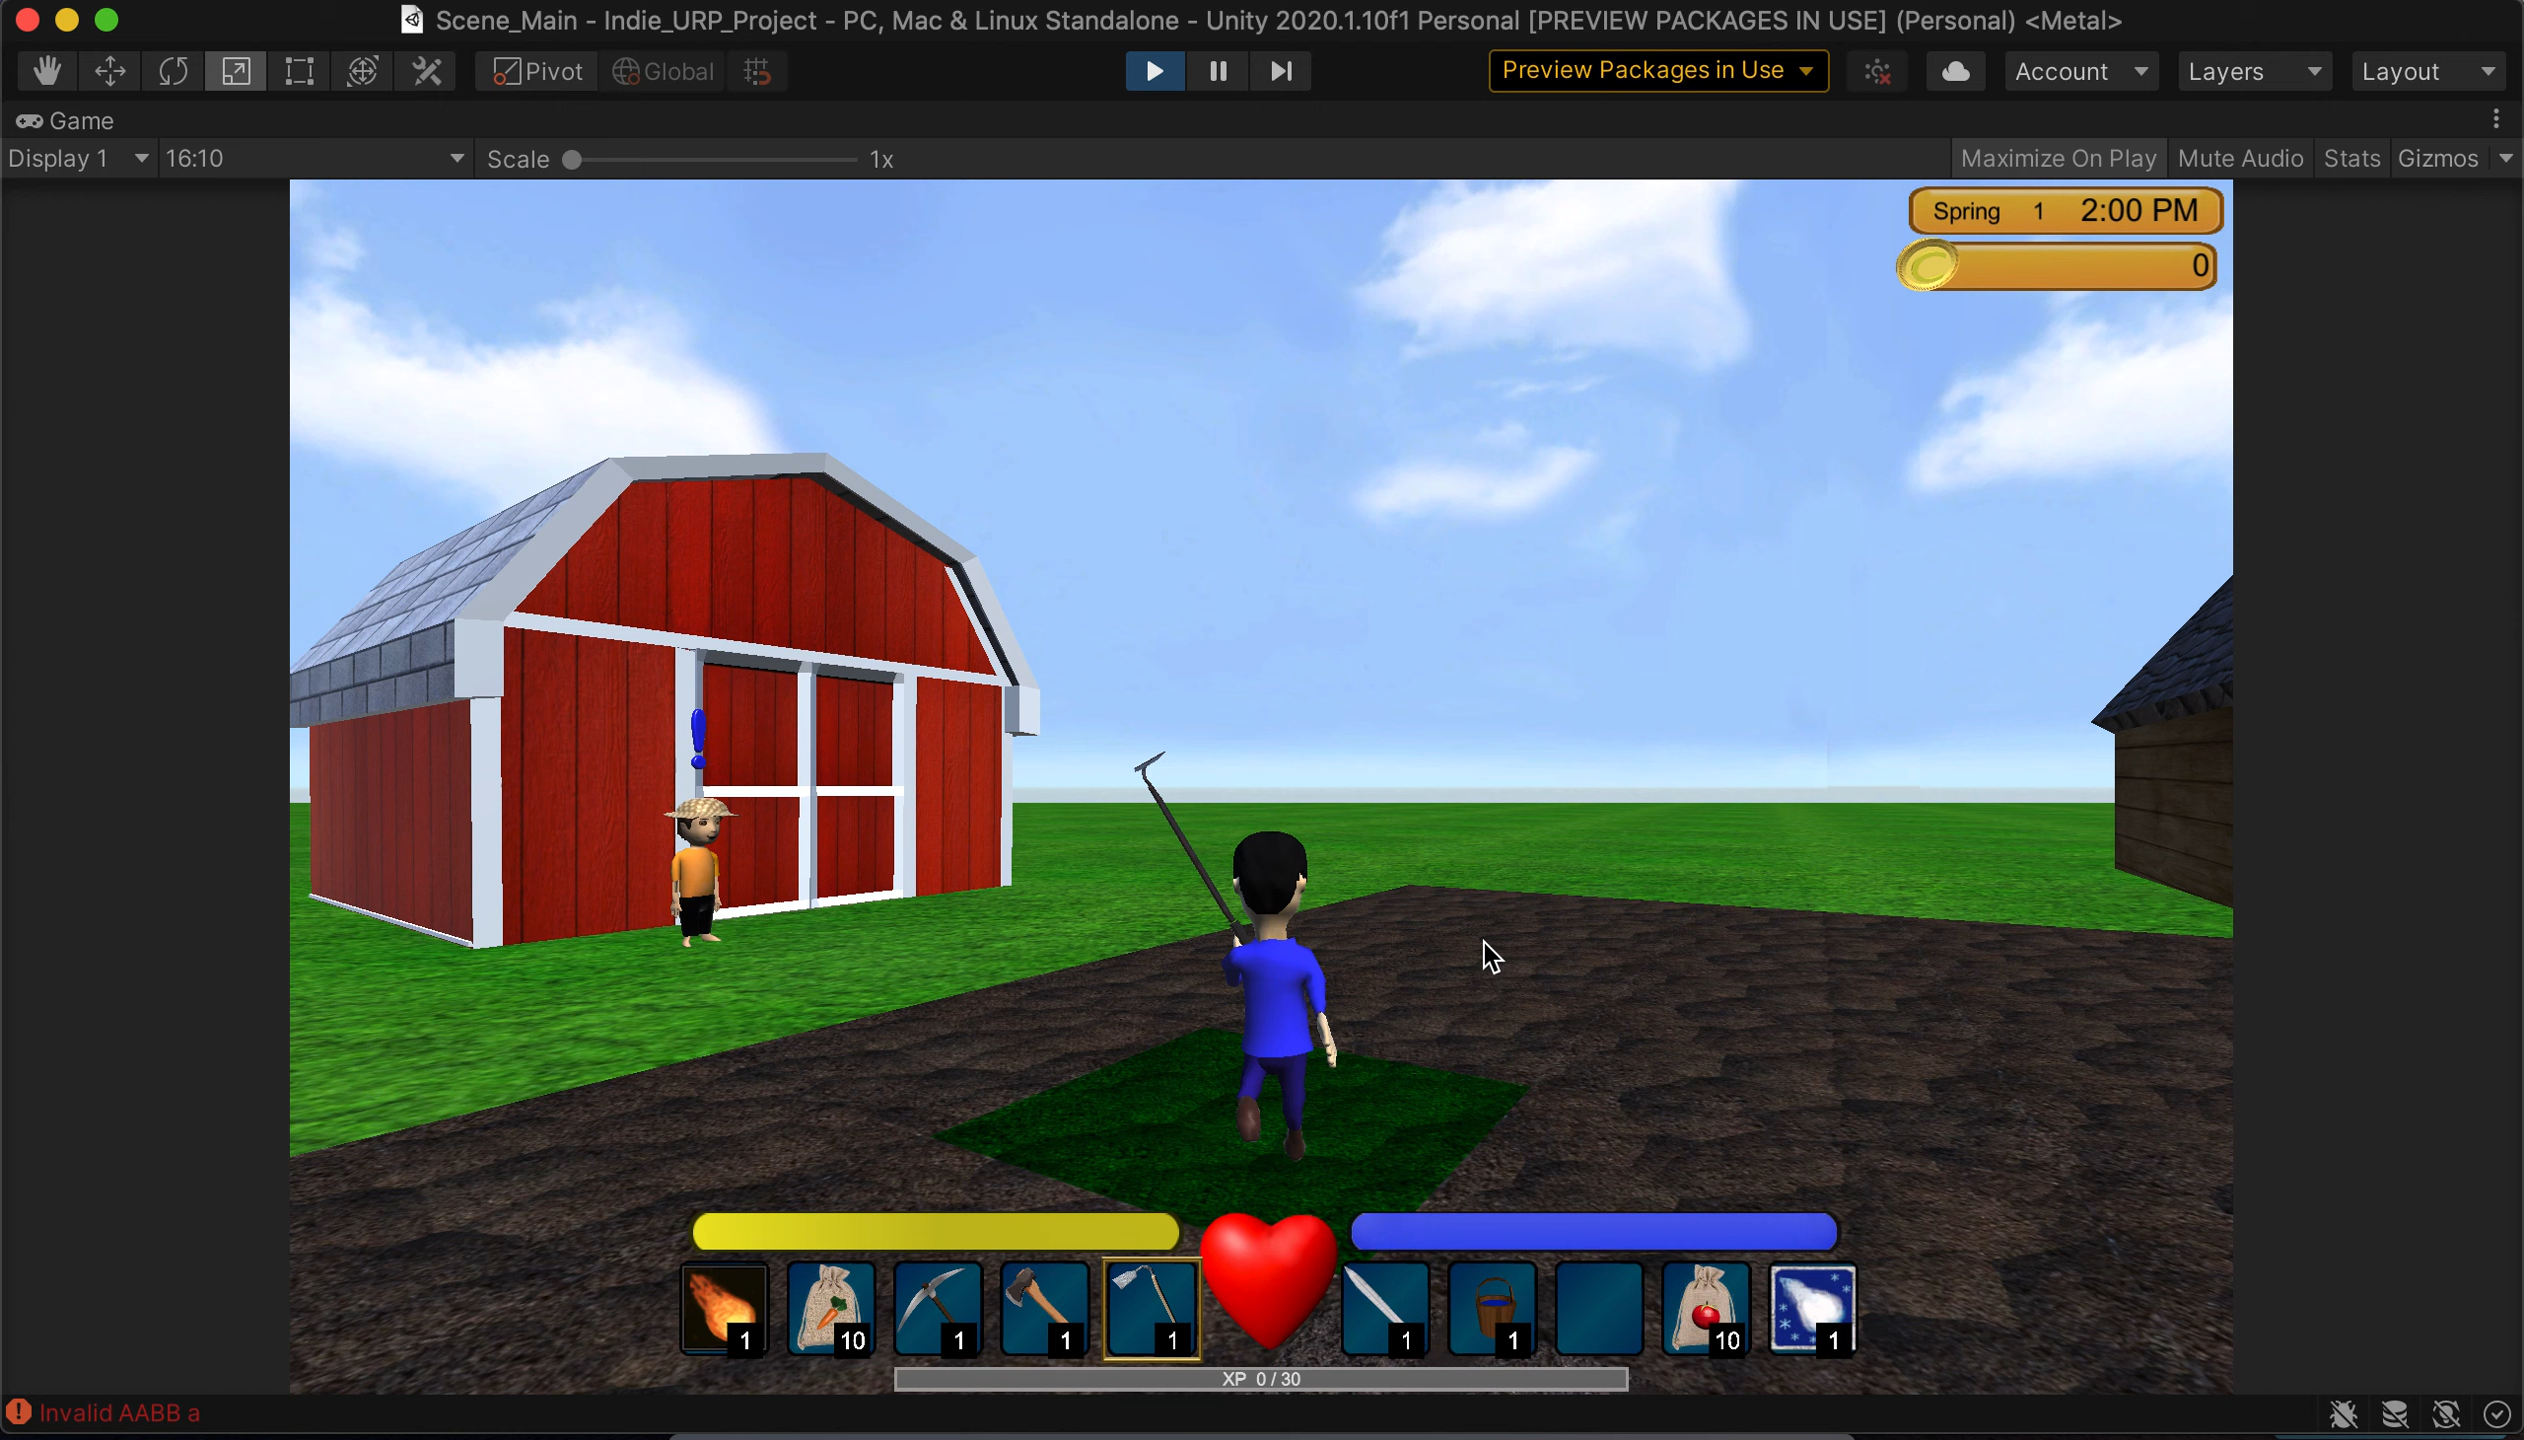 Scene_Main - Indie_URP_Project - PC, Mac & Linux Standalone - Unity 2020.1.10f1 Personal [PREVIEW PACKAGES IN USE] (Personal) <Metal>
Pivot Global Preview Packages in Use Account Layers Layout
Game
Display 1 16:10 Scale 1x Maximize On Play Mute Audio Stats Gizmos
Spring 1 2:00 PM
0
1 10 1 1 1 1 1 10 1
XP 0 / 30
Invalid AABB a